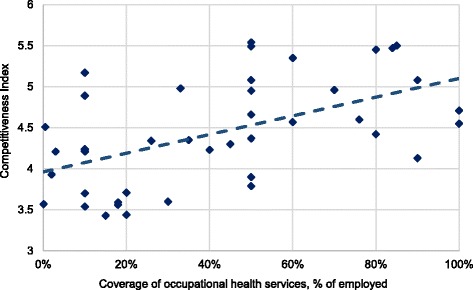 6
5.5
5
4.5
4
3.5
3
Competitiveness Index
0% 20% 40% 60% 80% 100%
Coverage of occupational health services, % of employed